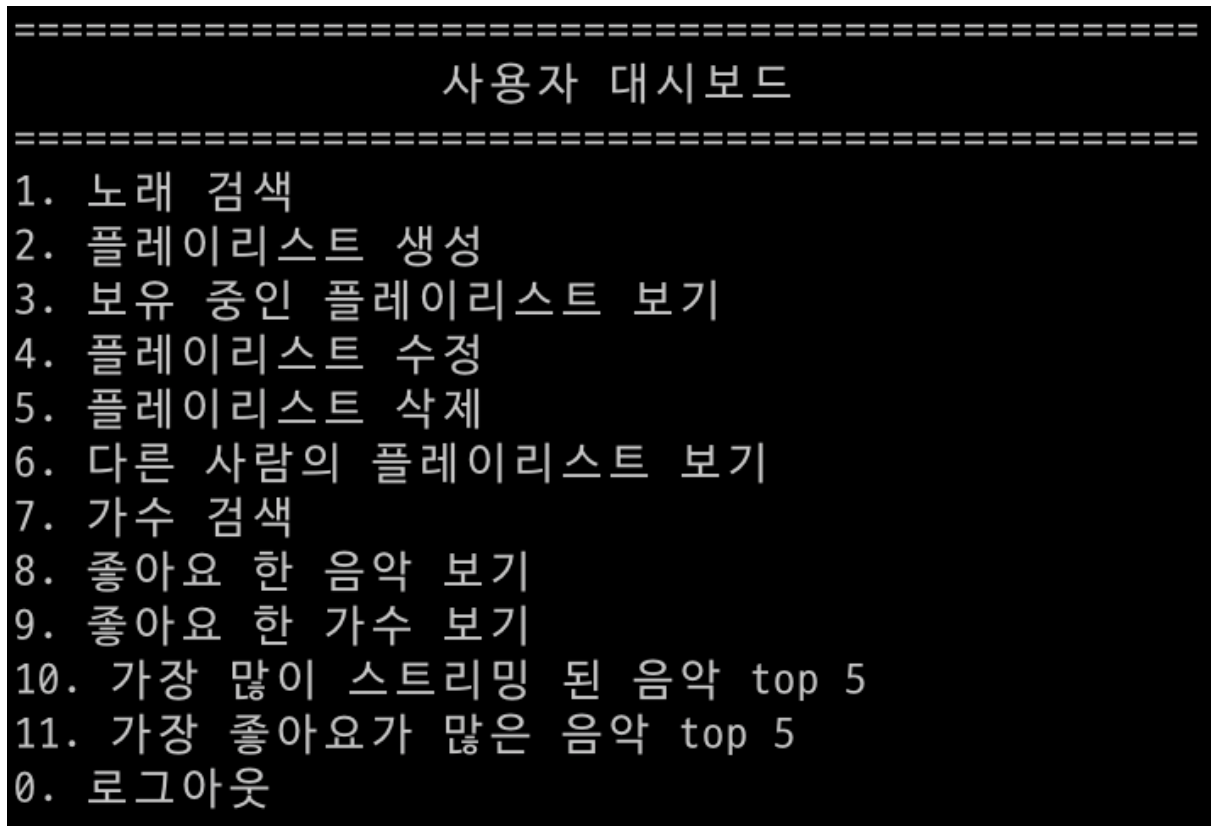 ==================================================
사용자 대시보드
==================================================
1. 노래 검색
2. 플레이리스트 생성
3. 보유 중인 플레이리스트 보기
4. 플레이리스트 수정
5. 플레이리스트 삭제
6. 다른 사람의 플레이리스트 보기
7. 가수 검색
8. 좋아요 한 음악 보기
9. 좋아요 한 가수 보기
10. 가장 많이 스트리밍 된 음악 top 5
11. 가장 좋아요가 많은 음악 top 5
0. 로그아웃